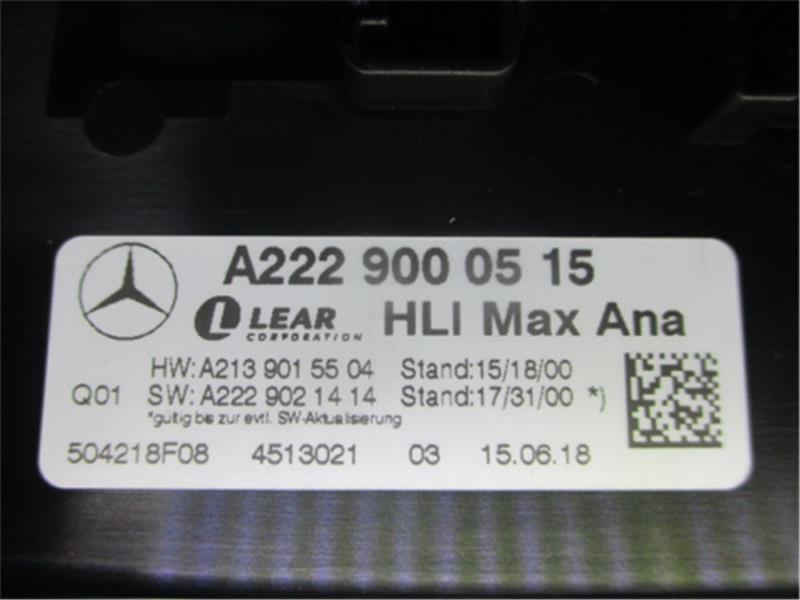 A222 900 05 15
LEAR CORPORATION HLI Max Ana
HW:A213 901 55 04 Stand:15/18/00
Q01 SW:A222 902 14 14 Stand:17/31/00 *)
*gültig bis zur evtl. SW-Aktualisierung
504218F08 4513021 03 15.06.18